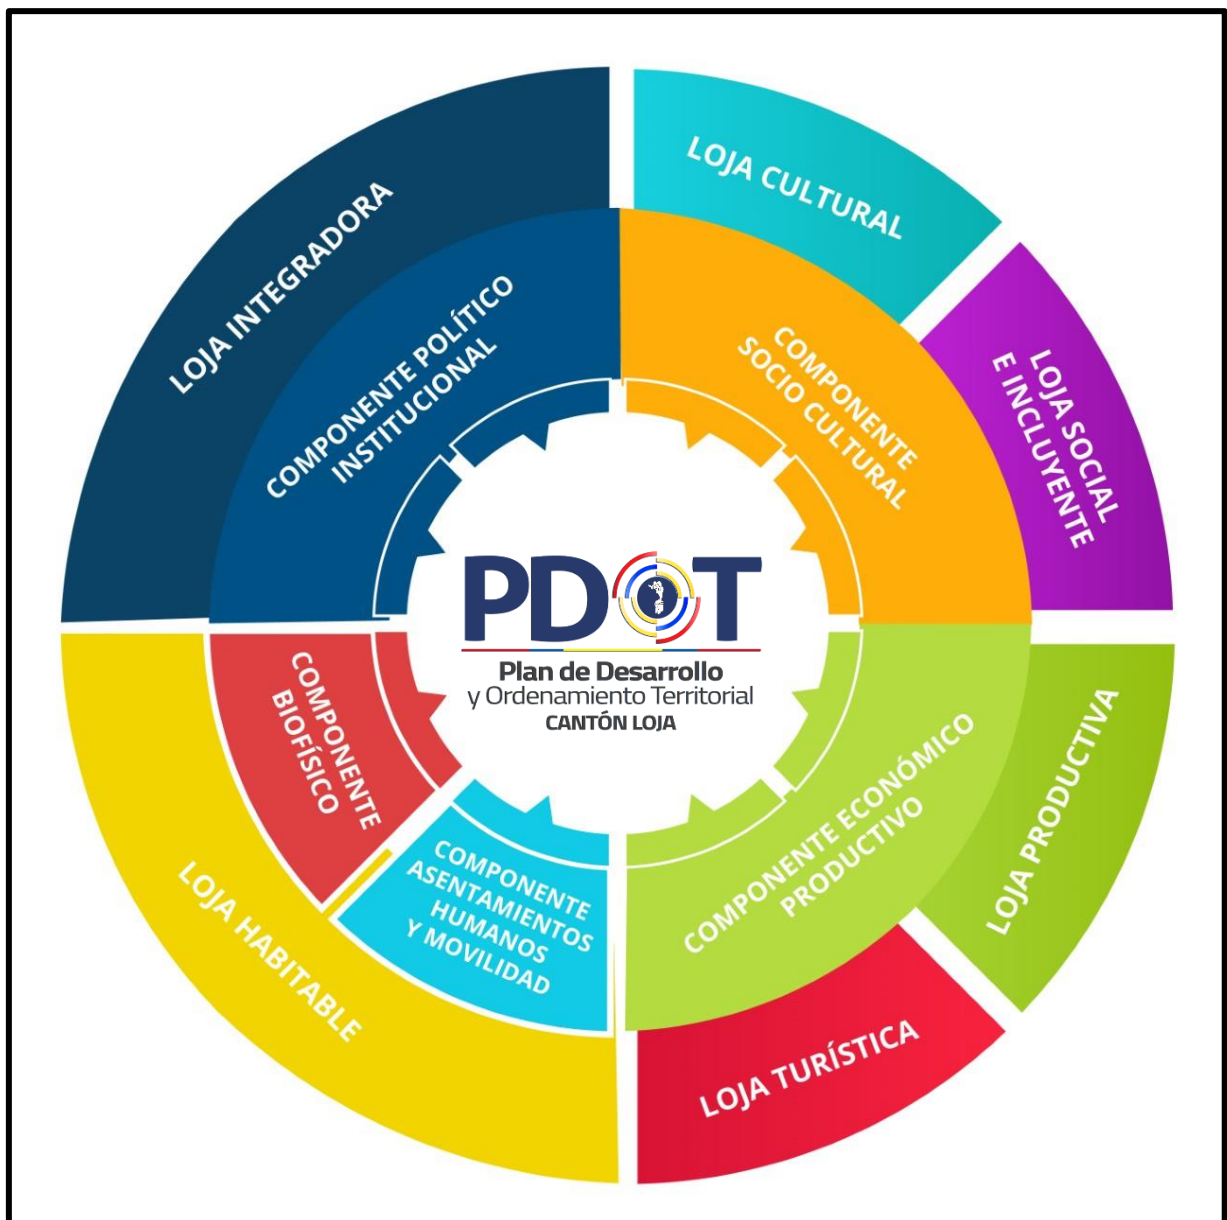 LOJA INTEGRADORA
LOJA CULTURAL
LOJA SOCIAL
E INCLUYENTE
COMPONENTE POLÍTICO
INSTITUCIONAL
COMPONENTE
SOCIO CULTURAL
PDOT
Plan de Desarrollo
y Ordenamiento Territorial
CANTÓN LOJA
COMPONENTE
BIOFÍSICO
COMPONENTE
ASENTAMIENTOS
HUMANOS
Y MOVILIDAD
COMPONENTE ECONÓMICO
PRODUCTIVO
LOJA PRODUCTIVA
LOJA HABITABLE
LOJA TURÍSTICA